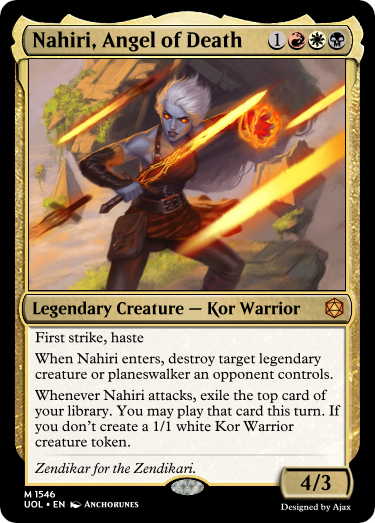 Nahiri, Angel of Death 1
Legendary Creature — Kor Warrior
First strike, haste
When Nahiri enters, destroy target legendary
creature or planeswalker an opponent controls.
Whenever Nahiri attacks, exile the top card of
your library. You may play that card this turn. If
you don't create a 1/1 white Kor Warrior
creature token.
Zendikar for the Zendikari.
4/3
M 1546
UOL • EN ANCHORUNES
Designed by Ajax